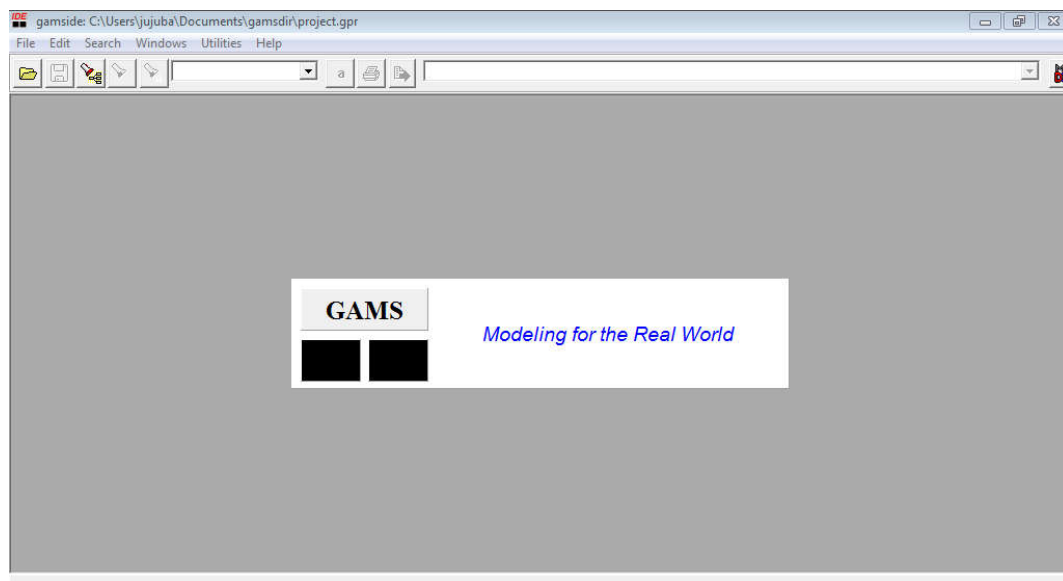 IDE
gamside: C:\Users\jujuba\Documents\gamsdir\project.gpr
File Edit Search Windows Utilities Help
a
GAMS
Modeling for the Real World